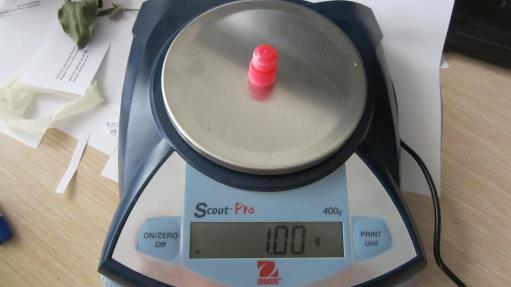 Scout Pro
400g
ON/ZERO
Off
1.00 g
PRINT
Unit
OHAUS